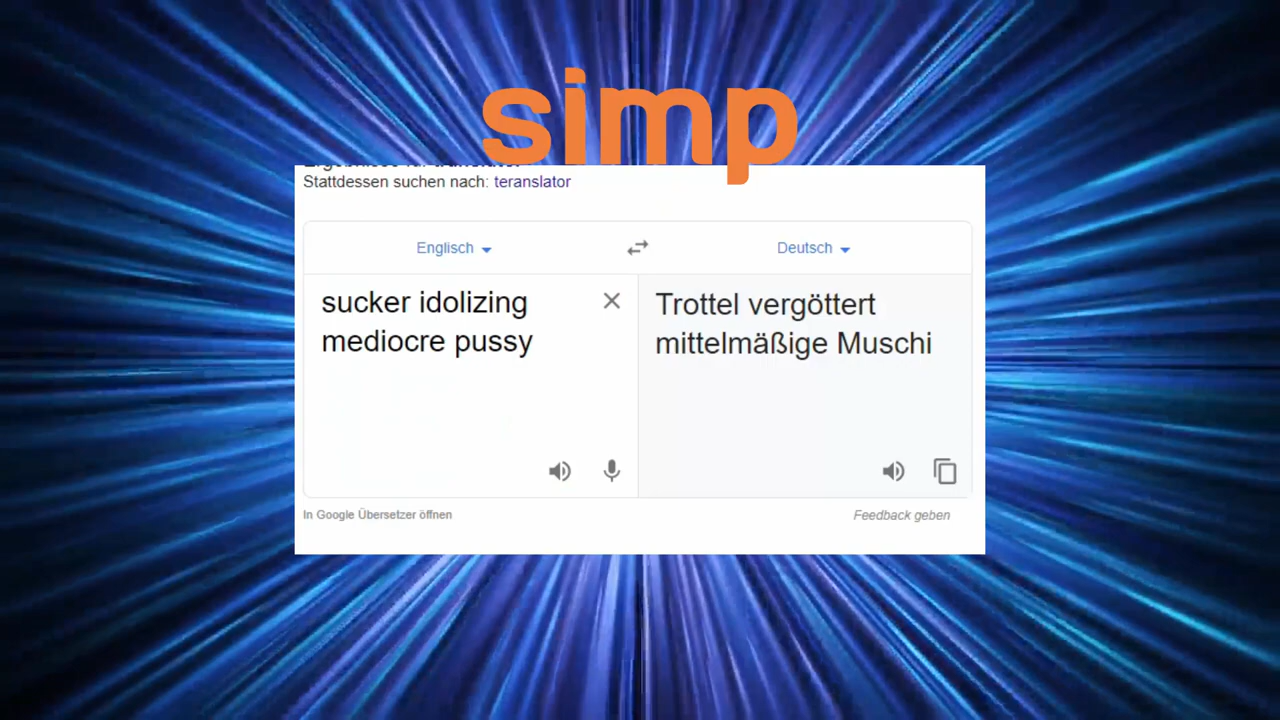 simp
Stattdessen suchen nach: teranslator
Englisch
Deutsch
sucker idolizing
mediocre pussy
Trottel vergöttert
mittelmäßige Muschi
In Google Übersetzer öffnen
Feedback geben